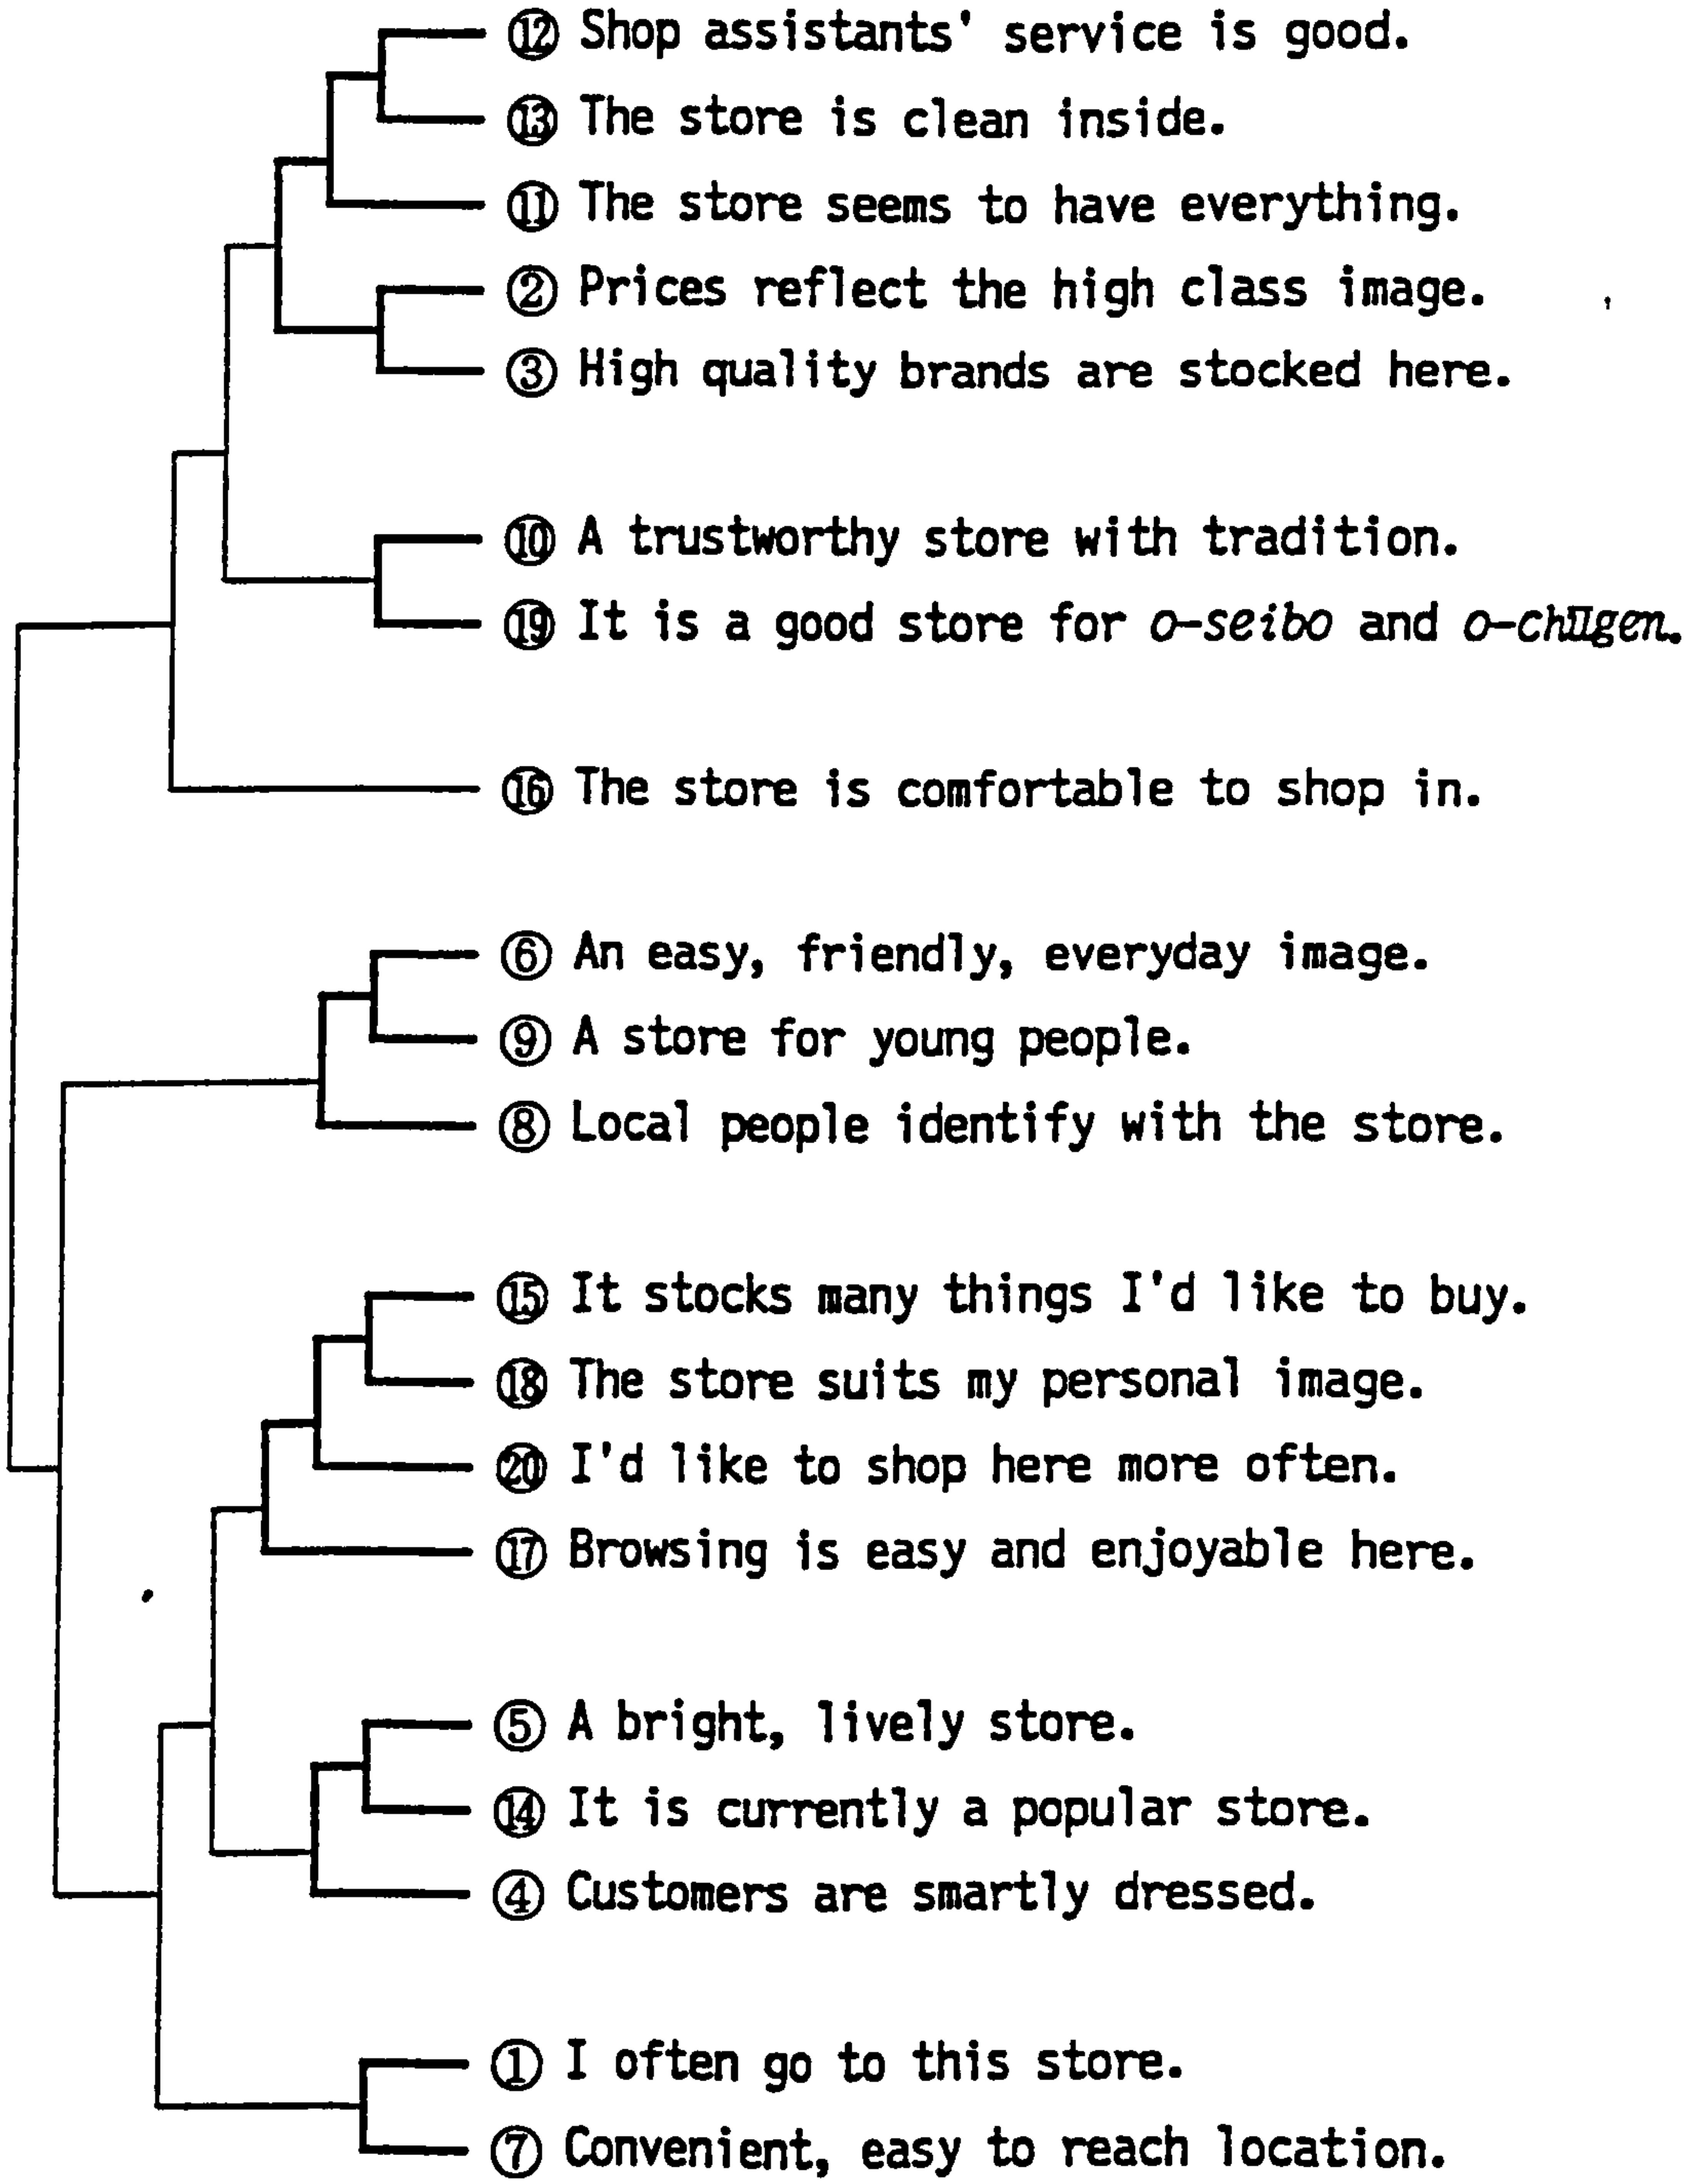 ⑫ Shop assistants' service is good.
⑬ The store is clean inside.
⑪ The store seems to have everything.
② Prices reflect the high class image.
③ High quality brands are stocked here.
⑩ A trustworthy store with tradition.
⑲ It is a good store for o-seibo and o-chūgen.
⑯ The store is comfortable to shop in.
⑥ An easy, friendly, everyday image.
⑨ A store for young people.
⑧ Local people identify with the store.
⑮ It stocks many things I'd like to buy.
⑱ The store suits my personal image.
⑳ I'd like to shop here more often.
⑰ Browsing is easy and enjoyable here.
⑤ A bright, lively store.
⑭ It is currently a popular store.
④ Customers are smartly dressed.
① I often go to this store.
⑦ Convenient, easy to reach location.